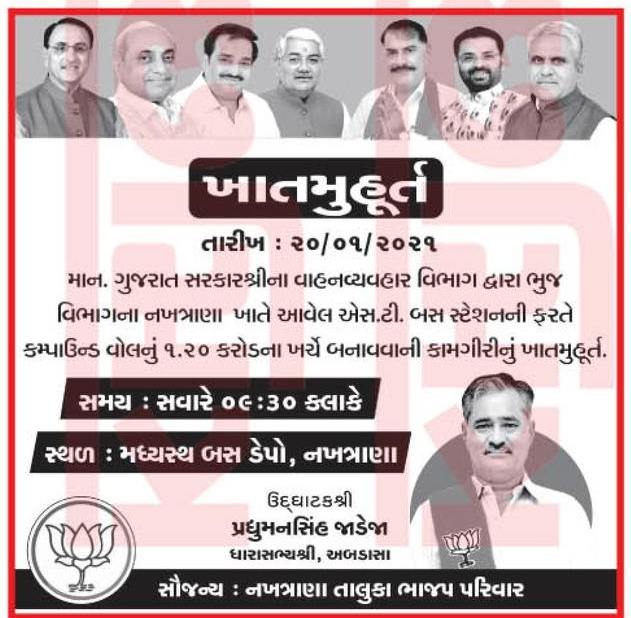 ખાતમુહૂર્ત
તારીખ : ૨૦/૦૧/૨૦૨૧
માન. ગુજરાત સરકારશ્રીના વાહનવ્યવહાર વિભાગ દ્વારા ભુજ
વિભાગના નખત્રાણા ખાતે આવેલ એસ.ટી. બસ સ્ટેશનની ફરતે
કમ્પાઉન્ડ વોલનું ૧.૨૦ કરોડના ખર્ચે બનાવવાની કામગીરીનું ખાતમુહૂર્ત.
સમય : સવારે ૦૯:૩૦ કલાકે
સ્થળ : મધ્યસ્થ બસ ડેપો, નખત્રાણા
ઉદ્‌ઘાટકશ્રી
પ્રધુમનસિંહ જાડેજા
ધારાસભ્યશ્રી, અબડાસા
સૌજન્ય : નખત્રાણા તાલુકા ભાજપ પરિવાર